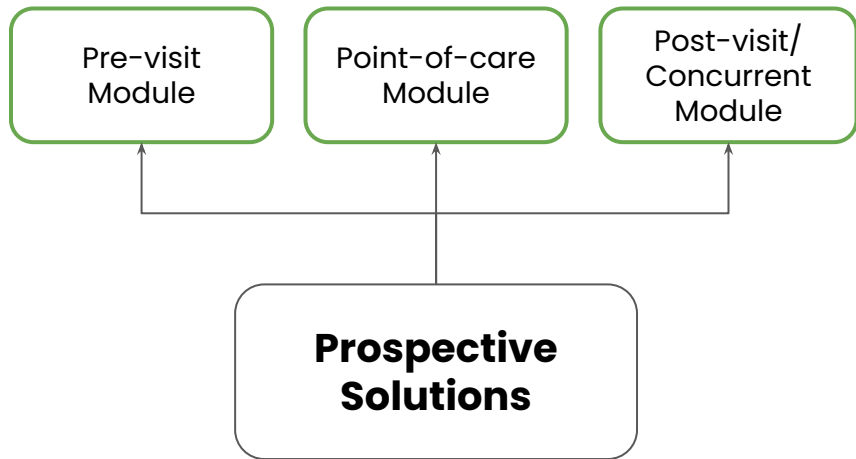 Pre-visit
Module
Point-of-care
Module
Post-visit/
Concurrent
Module
Prospective
Solutions